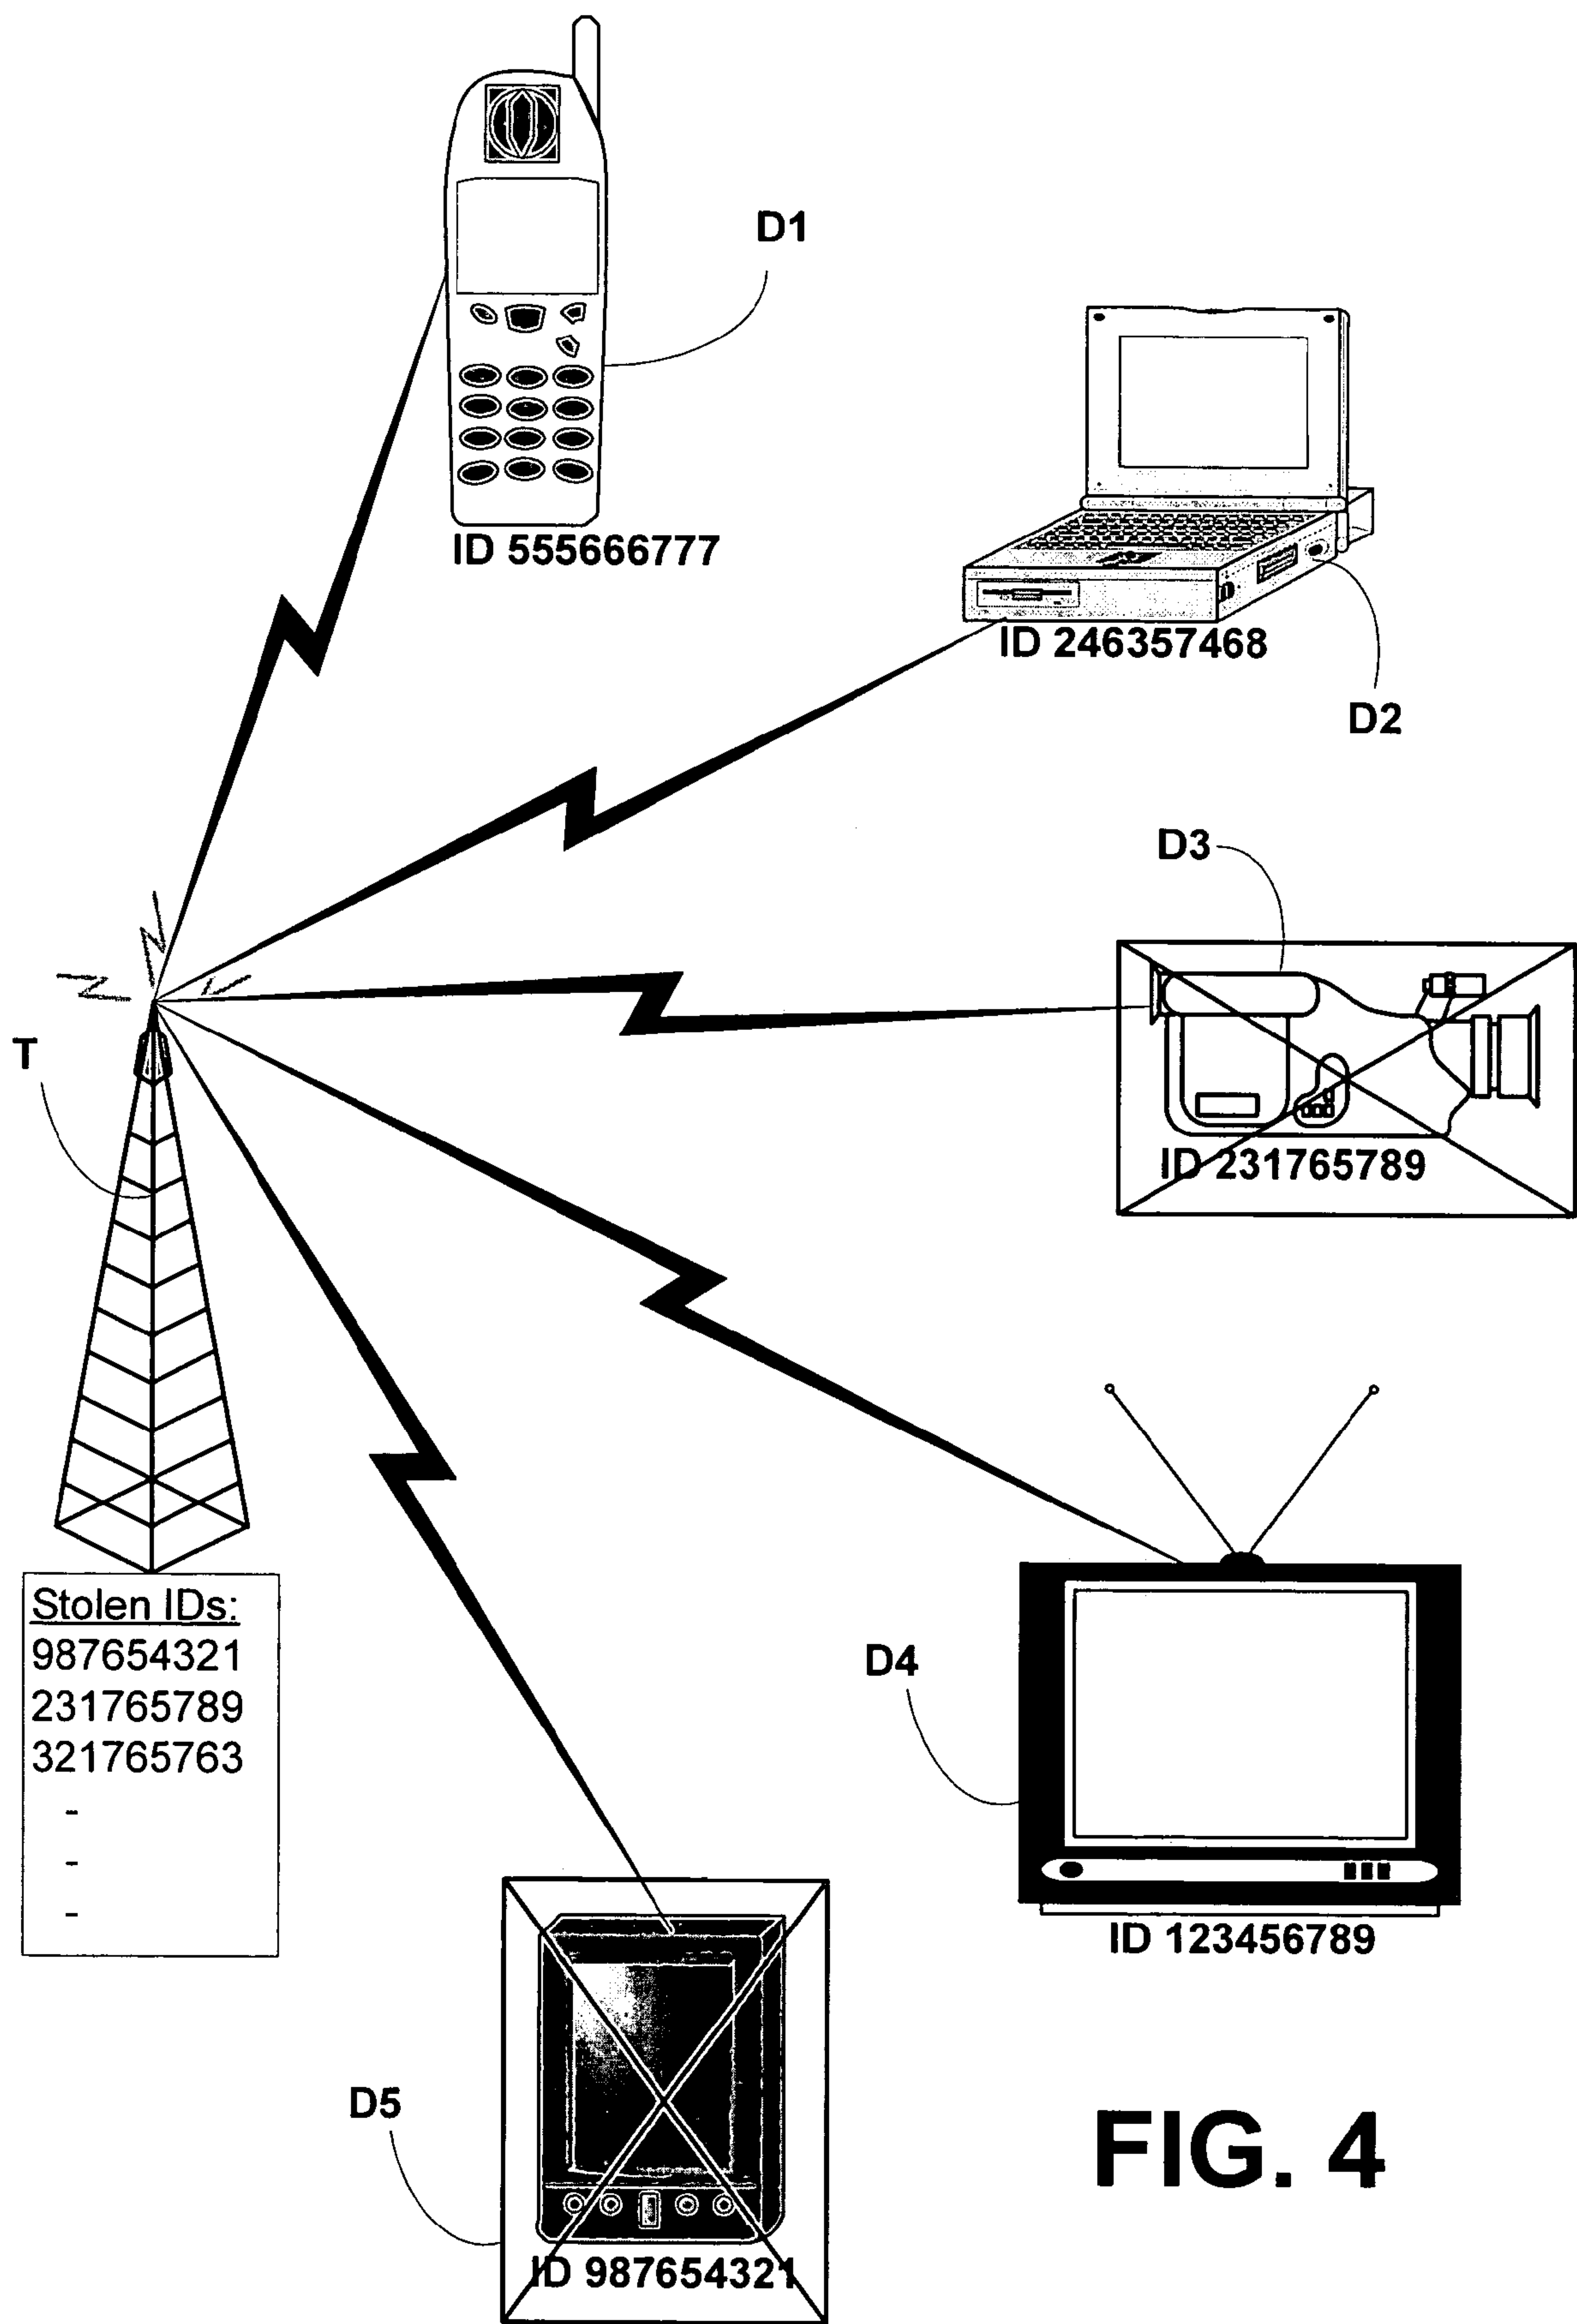 D1
ID 555666777
ID 246357468
D2
D3
T
ID 231765789
Stolen IDs:
987654321
231765789
321765763
-
-
-
D4
ID 123456789
D5
FIG. 4
ID 987654321